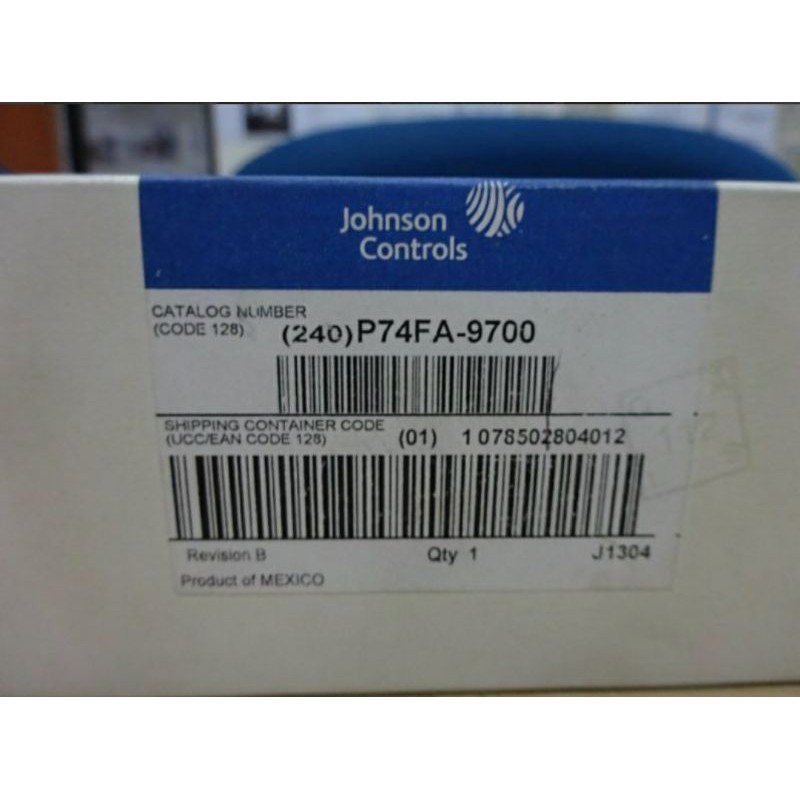 Johnson
Controls
CATALOG NUMBER
(CODE 128)
(240)P74FA-9700
SHIPPING CONTAINER CODE
(UCC/EAN CODE 128)
(01) 1 078502804012
Revision B
Qty 1
J1304
Product of MEXICO